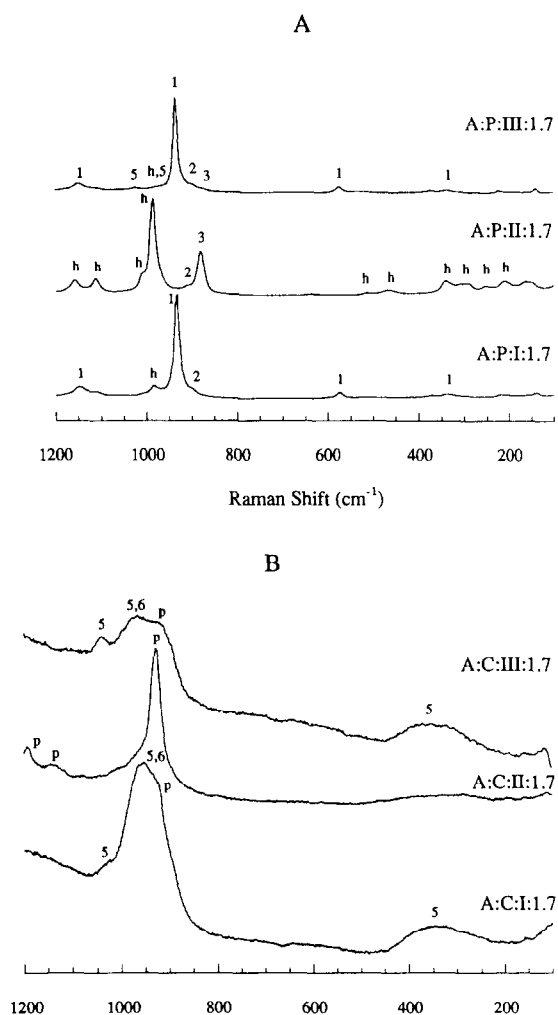 A
1
A:P:III:1.7
1 5 h,5 2 3 1 1
h
3
A:P:II:1.7
h h h 2 h h h h h h
1
A:P:I:1.7
1 h 2 1 1
1200 1000 800 600 400 200
Raman Shift (cm⁻¹)
B
5,6
5 p
p
A:C:III:1.7
5
p p 5,6
A:C:II:1.7
p
5
A:C:I:1.7
5
1200 1000 800 600 400 200